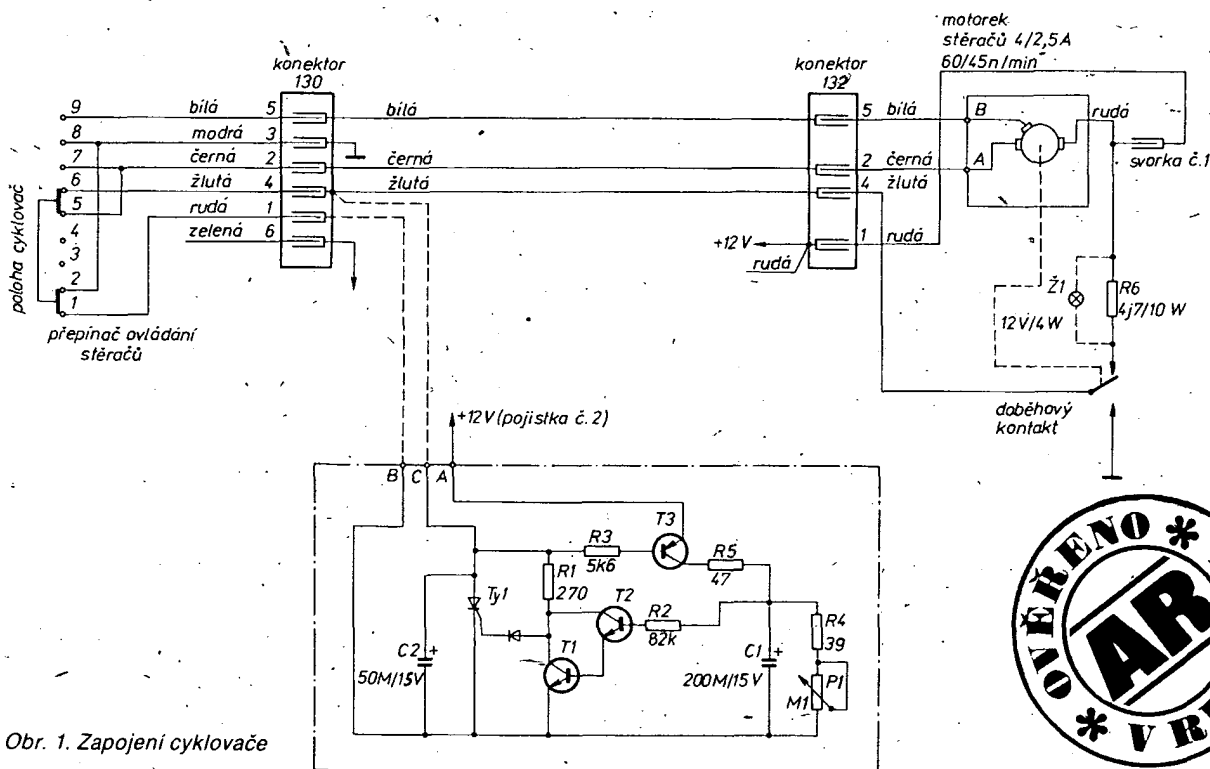 motorek
stěračů 4/2,5A
60/45n/min
konektor
130
konektor
132
9 bílá 5 bílá 5 bílá B
8 modrá 3
7 černá 2 černá 2 černá A
6 žlutá 4 žlutá 4 žlutá
5 rudá 1
4 zelená 6
3
2
1
rudá
svorka č.1
+12V 1 rudá
rudá
poloha cyklovač
přepínač ovládání
stěračů
Ž1
12V/4W
R6
4j7/10 W
doběhový
kontakt
+12V (pojistka č.2)
B C A
T3
R3
5k6
R5
47
R1
270
T2
R2
82k
Ty1
T1
C2 +
50M/15V
C1 +
200M/15V
R4
39
P1
M1
OVĚŘENO
AR
V R
Obr. 1. Zapojení cyklovače